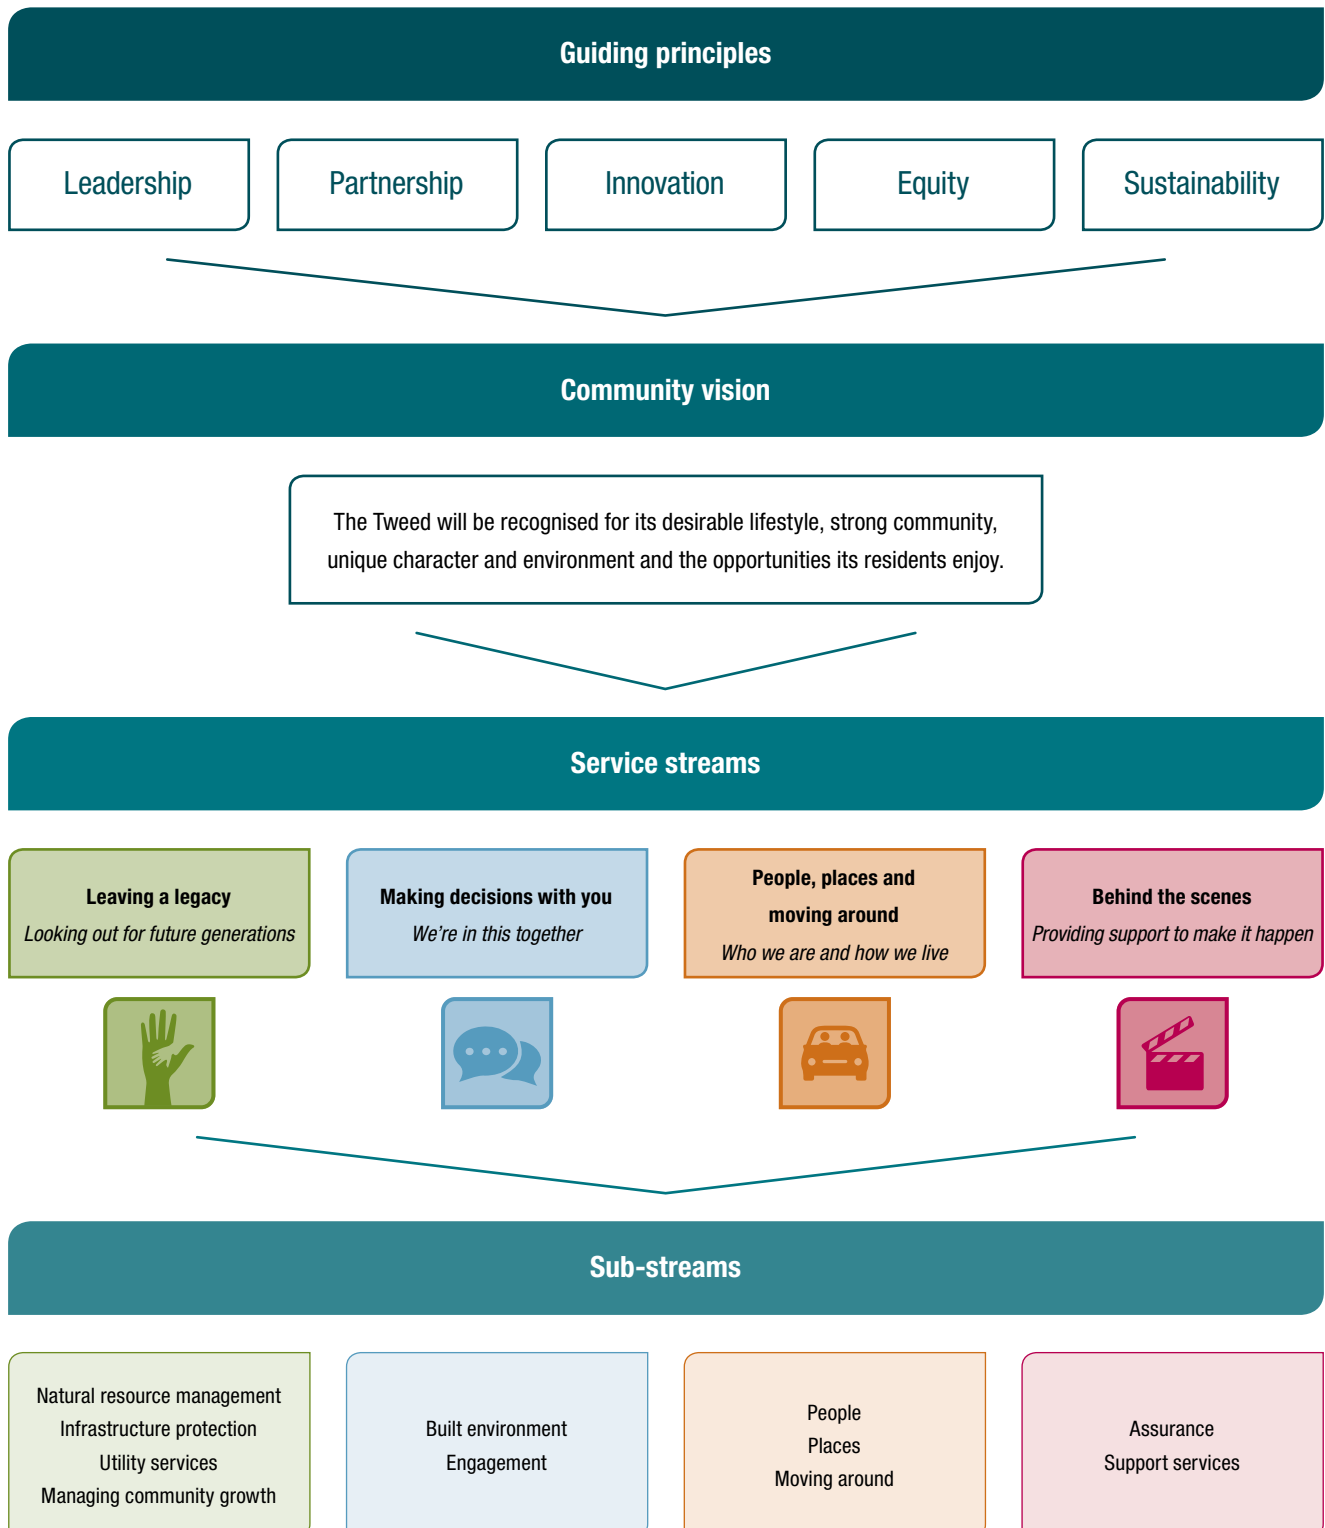 Guiding principles
Leadership
Partnership
Innovation
Equity
Sustainability
Community vision
The Tweed will be recognised for its desirable lifestyle, strong community,
unique character and environment and the opportunities its residents enjoy.
Service streams
Leaving a legacy
Looking out for future generations
Making decisions with you
We're in this together
People, places and
moving around
Who we are and how we live
Behind the scenes
Providing support to make it happen
Sub-streams
Natural resource management
Infrastructure protection
Utility services
Managing community growth
Built environment
Engagement
People
Places
Moving around
Assurance
Support services